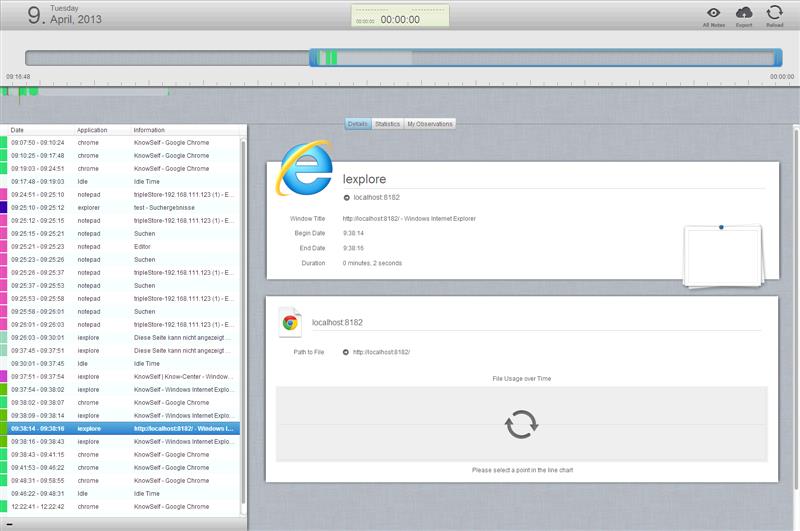 9. Tuesday
April, 2013
00:00:00 00:00:00
All Notes Export Reload
09:16:48 00:00:00
Details Statistics My Observations
Date Application Information
09:07:50 - 09:10:24 chrome KnowSelf - Google Chrome
09:10:25 - 09:17:48 chrome KnowSelf - Google Chrome
09:19:03 - 09:24:51 chrome KnowSelf - Google Chrome
09:17:48 - 09:19:03 Idle Idle Time
09:24:51 - 09:25:10 notepad tripleStore-192.168.111.123 (1) - E...
09:25:10 - 09:25:12 explorer test - Suchergebnisse
09:25:12 - 09:25:15 notepad tripleStore-192.168.111.123 (1) - E...
09:25:15 - 09:25:21 notepad Suchen
09:25:21 - 09:25:23 notepad Editor
09:25:23 - 09:25:26 notepad Suchen
09:25:26 - 09:25:37 notepad tripleStore-192.168.111.123 (1) - E...
09:25:37 - 09:25:53 notepad Suchen
09:25:53 - 09:25:58 notepad tripleStore-192.168.111.123 (1) - E...
09:25:58 - 09:26:01 notepad Suchen
09:26:01 - 09:26:03 notepad tripleStore-192.168.111.123 (1) - E...
09:26:03 - 09:30:01 iexplore Diese Seite kann nicht angezeigt ...
09:37:45 - 09:37:51 iexplore Diese Seite kann nicht angezeigt ...
09:30:01 - 09:37:45 Idle Idle Time
09:37:51 - 09:37:54 iexplore KnowSelf | Know-Center - Window...
09:37:54 - 09:38:02 iexplore KnowSelf - Windows Internet Explo...
09:38:02 - 09:38:07 chrome KnowSelf - Google Chrome
09:38:09 - 09:38:14 iexplore KnowSelf - Windows Internet Explo...
09:38:14 - 09:38:16 iexplore http://localhost:8182/ - Windows I...
09:38:16 - 09:38:43 iexplore KnowSelf - Windows Internet Explo...
09:38:43 - 09:41:15 chrome KnowSelf - Google Chrome
09:41:53 - 09:46:22 chrome KnowSelf - Google Chrome
09:48:31 - 09:58:55 chrome KnowSelf - Google Chrome
09:46:22 - 09:48:31 Idle Idle Time
12:22:41 - 12:22:42 chrome KnowSelf - Google Chrome
Iexplore
localhost:8182
Window Title http://localhost:8182/ - Windows Internet Explorer
Begin Date 9:38:14
End Date 9:38:16
Duration 0 minutes, 2 seconds
localhost:8182
Path to File http://localhost:8182/
File Usage over Time
Please select a point in the line chart